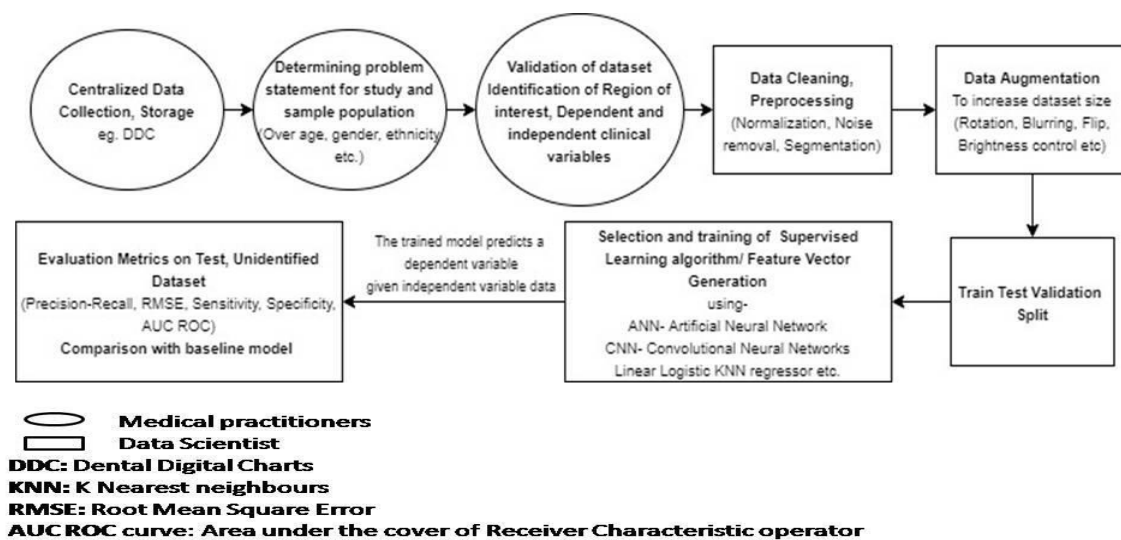 Centralized Data
Collection, Storage
eg. DDC
Determining problem
statement for study and
sample population
(Over age, gender, ethnicity
etc.)
Validation of dataset
Identification of Region of
interest, Dependent and
independent clinical
variables
Data Cleaning,
Preprocessing
(Normalization, Noise
removal, Segmentation)
Data Augmentation
To increase dataset size
(Rotation, Blurring, Flip,
Brightness control etc)
Train Test Validation
Split
Selection and training of Supervised
Learning algorithm/ Feature Vector
Generation
using-
ANN- Artificial Neural Network
CNN- Convolutional Neural Networks
Linear Logistic KNN regressor etc.
The trained model predicts a
dependent variable
given independent variable data
Evaluation Metrics on Test, Unidentified
Dataset
(Precision-Recall, RMSE, Sensitivity, Specificity,
AUC ROC)
Comparison with baseline model
Medical practitioners
Data Scientist
DDC: Dental Digital Charts
KNN: K Nearest neighbours
RMSE: Root Mean Square Error
AUC ROC curve: Area under the cover of Receiver Characteristic operator